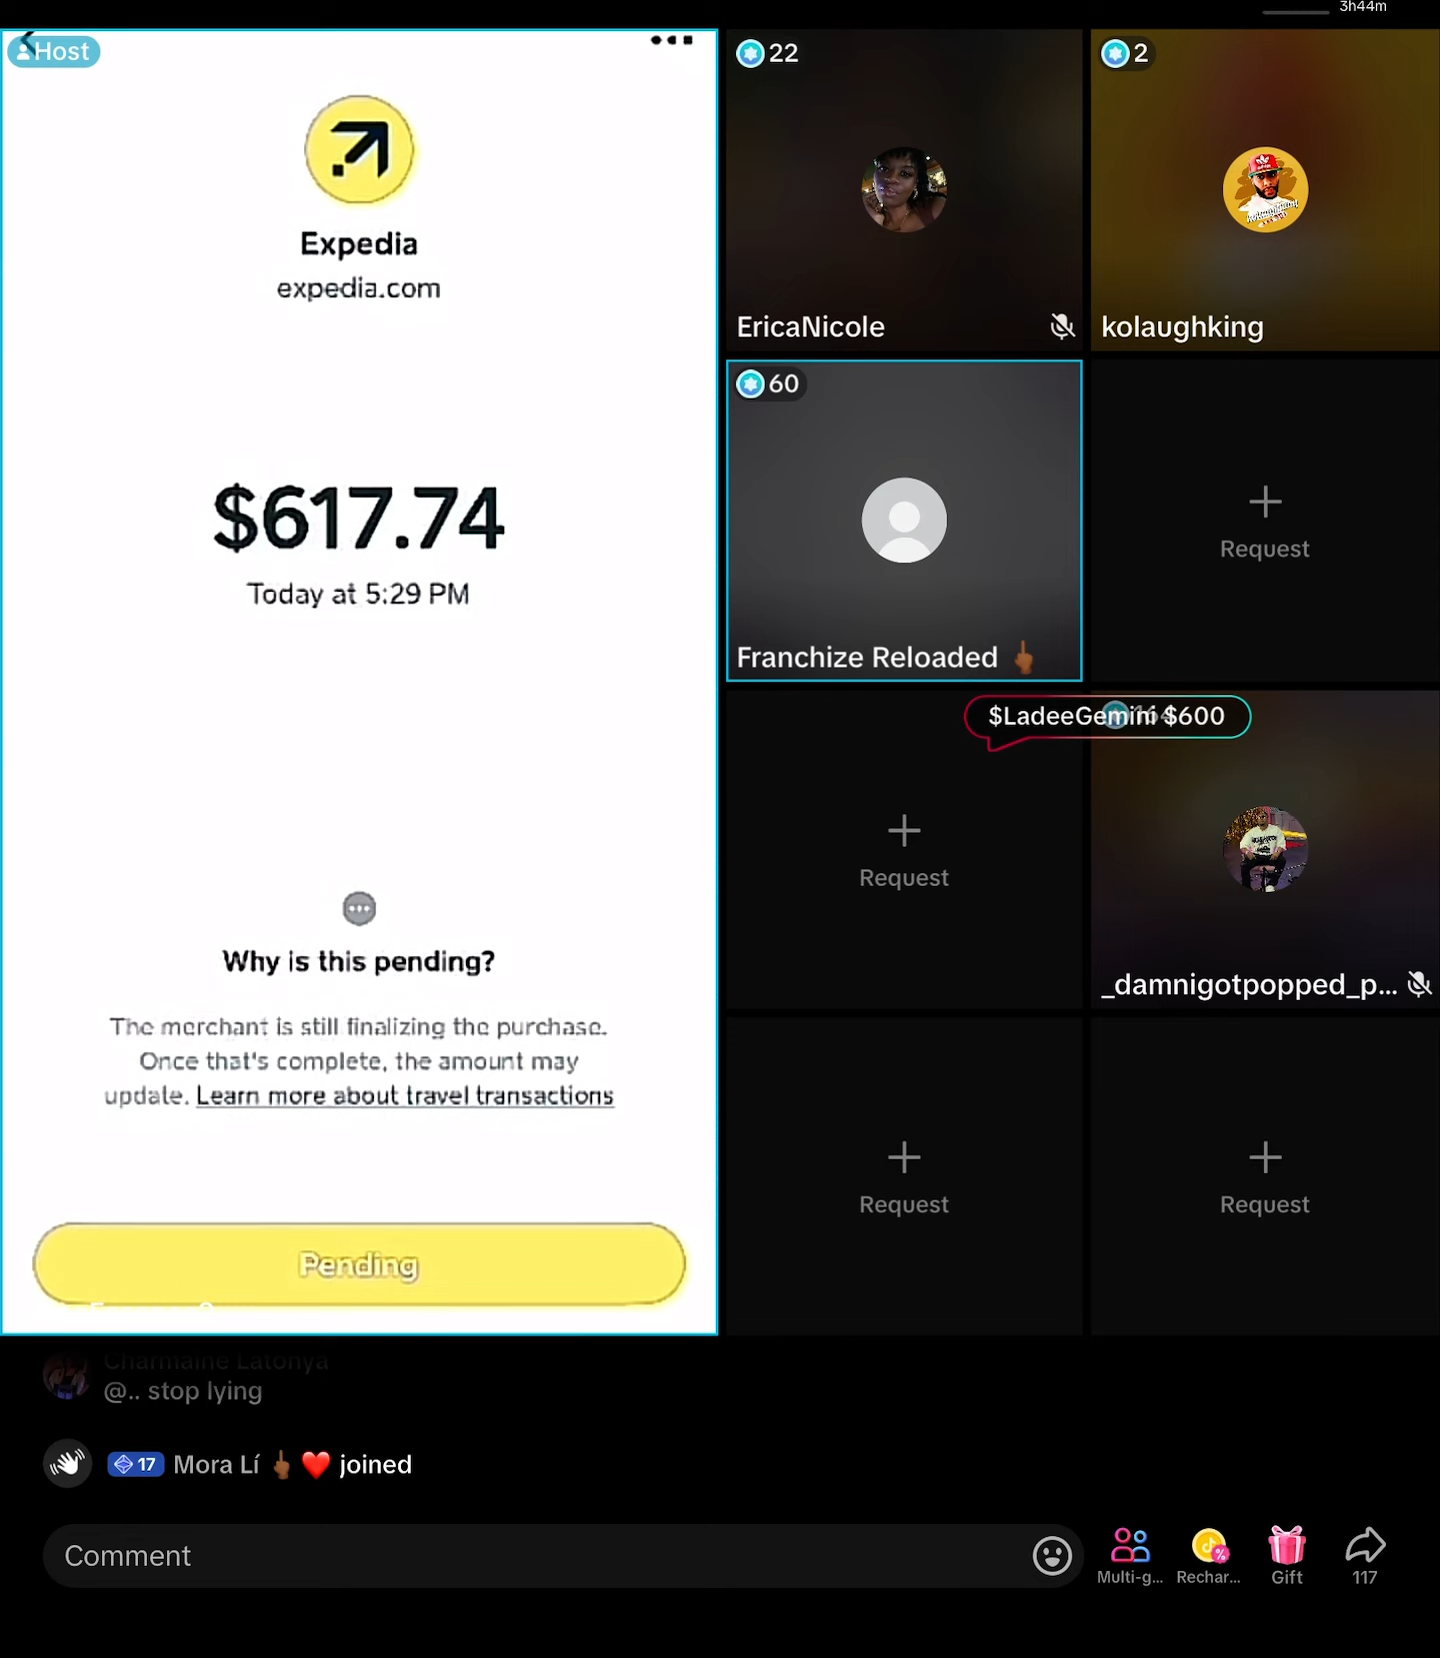 3h44m
Host
Expedia
expedia.com
$617.74
Today at 5:29 PM
Why is this pending?
The merchant is still finalizing the purchase.
Once that's complete, the amount may
update. Learn more about travel transactions
Pending
22
EricaNicole
2
kolaughking
60
Franchize Reloaded 🖕🏾
Request
$LadeeGemini $600
Request
_damnigotpopped_p...
Request
Request
Charmaine Latonya
@.. stop lying
17 Mora Lí 🖕🏾 ❤️ joined
Comment
Multi-g...
Rechar...
Gift
117